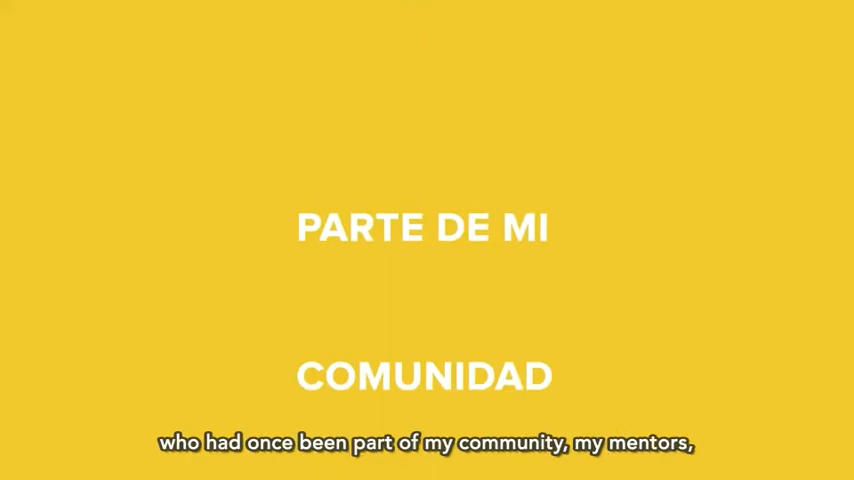 PARTE DE MI
COMUNIDAD
who had once been part of my community, my mentors,